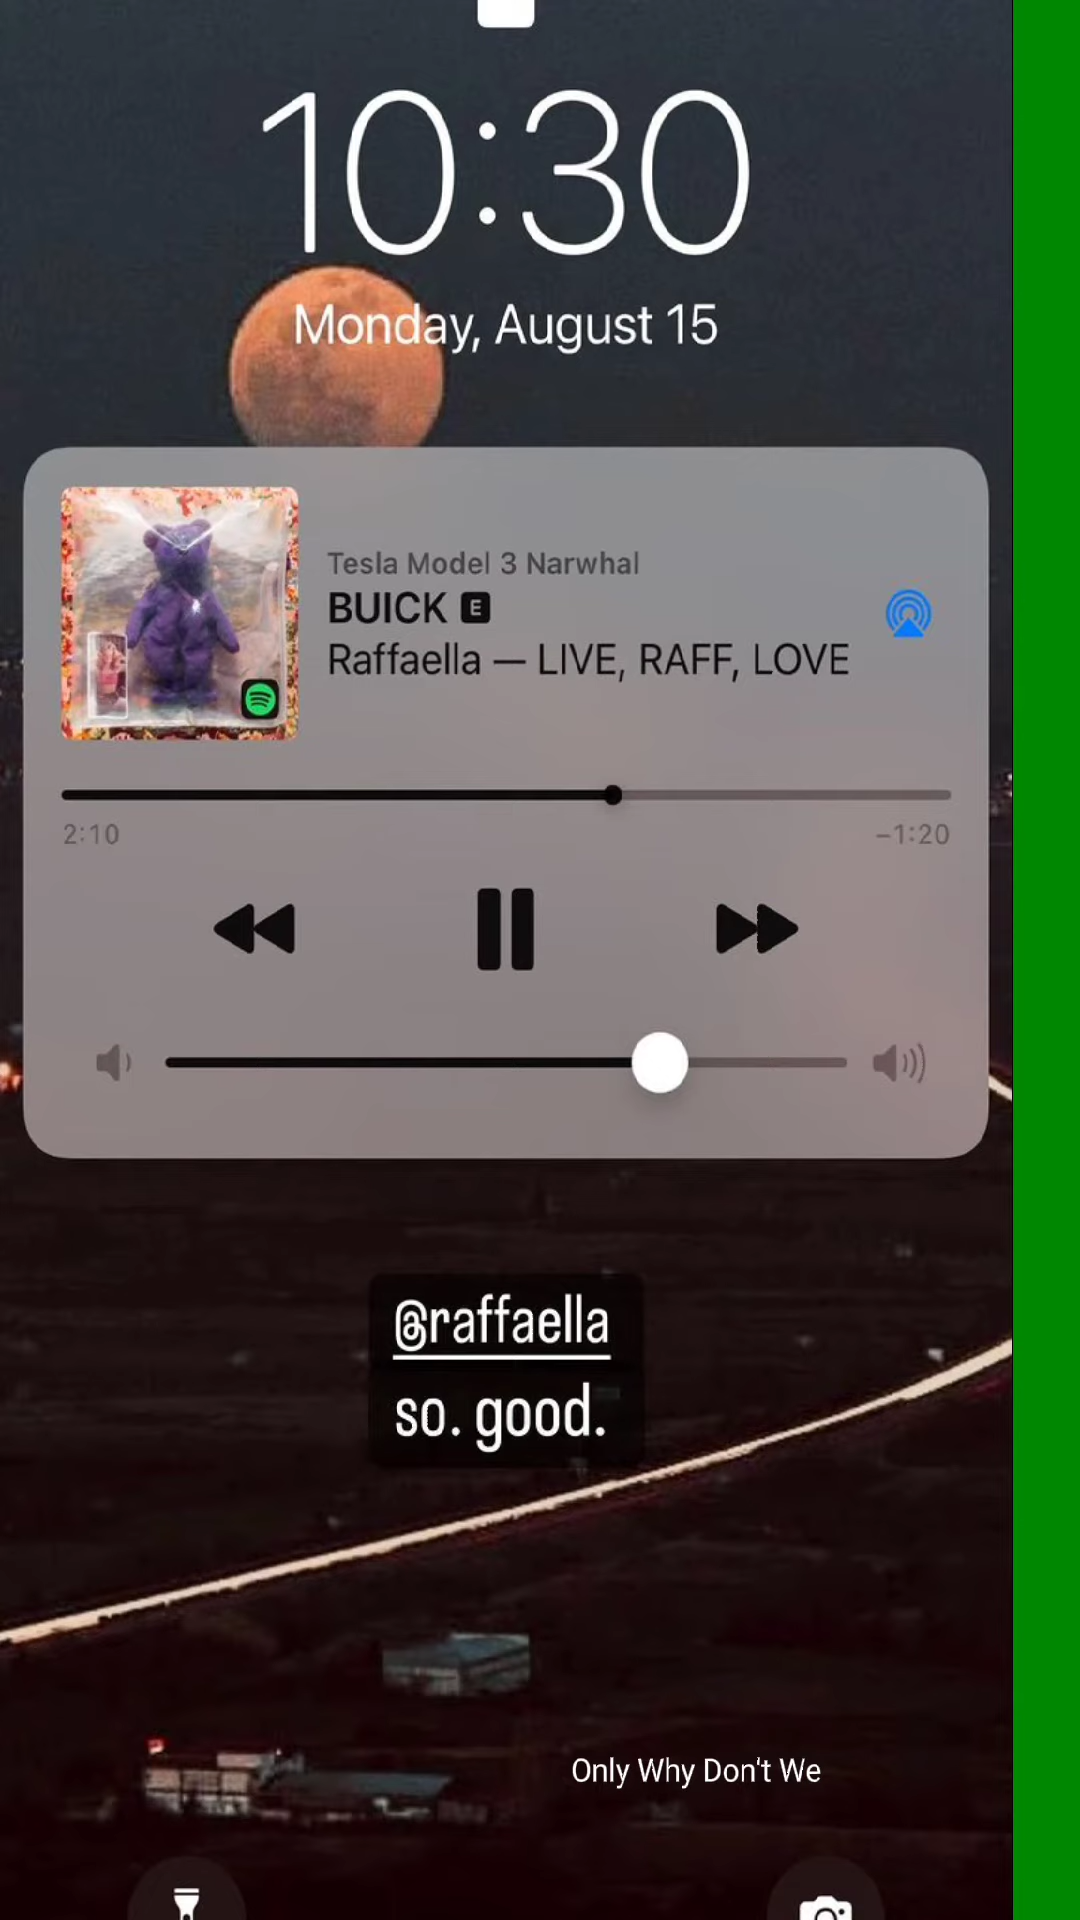 10:30
Monday, August 15
Tesla Model 3 Narwhal
BUICK E
Raffaella — LIVE, RAFF, LOVE
2:10
-1:20
@raffaella
so. good.
Only Why Don't We